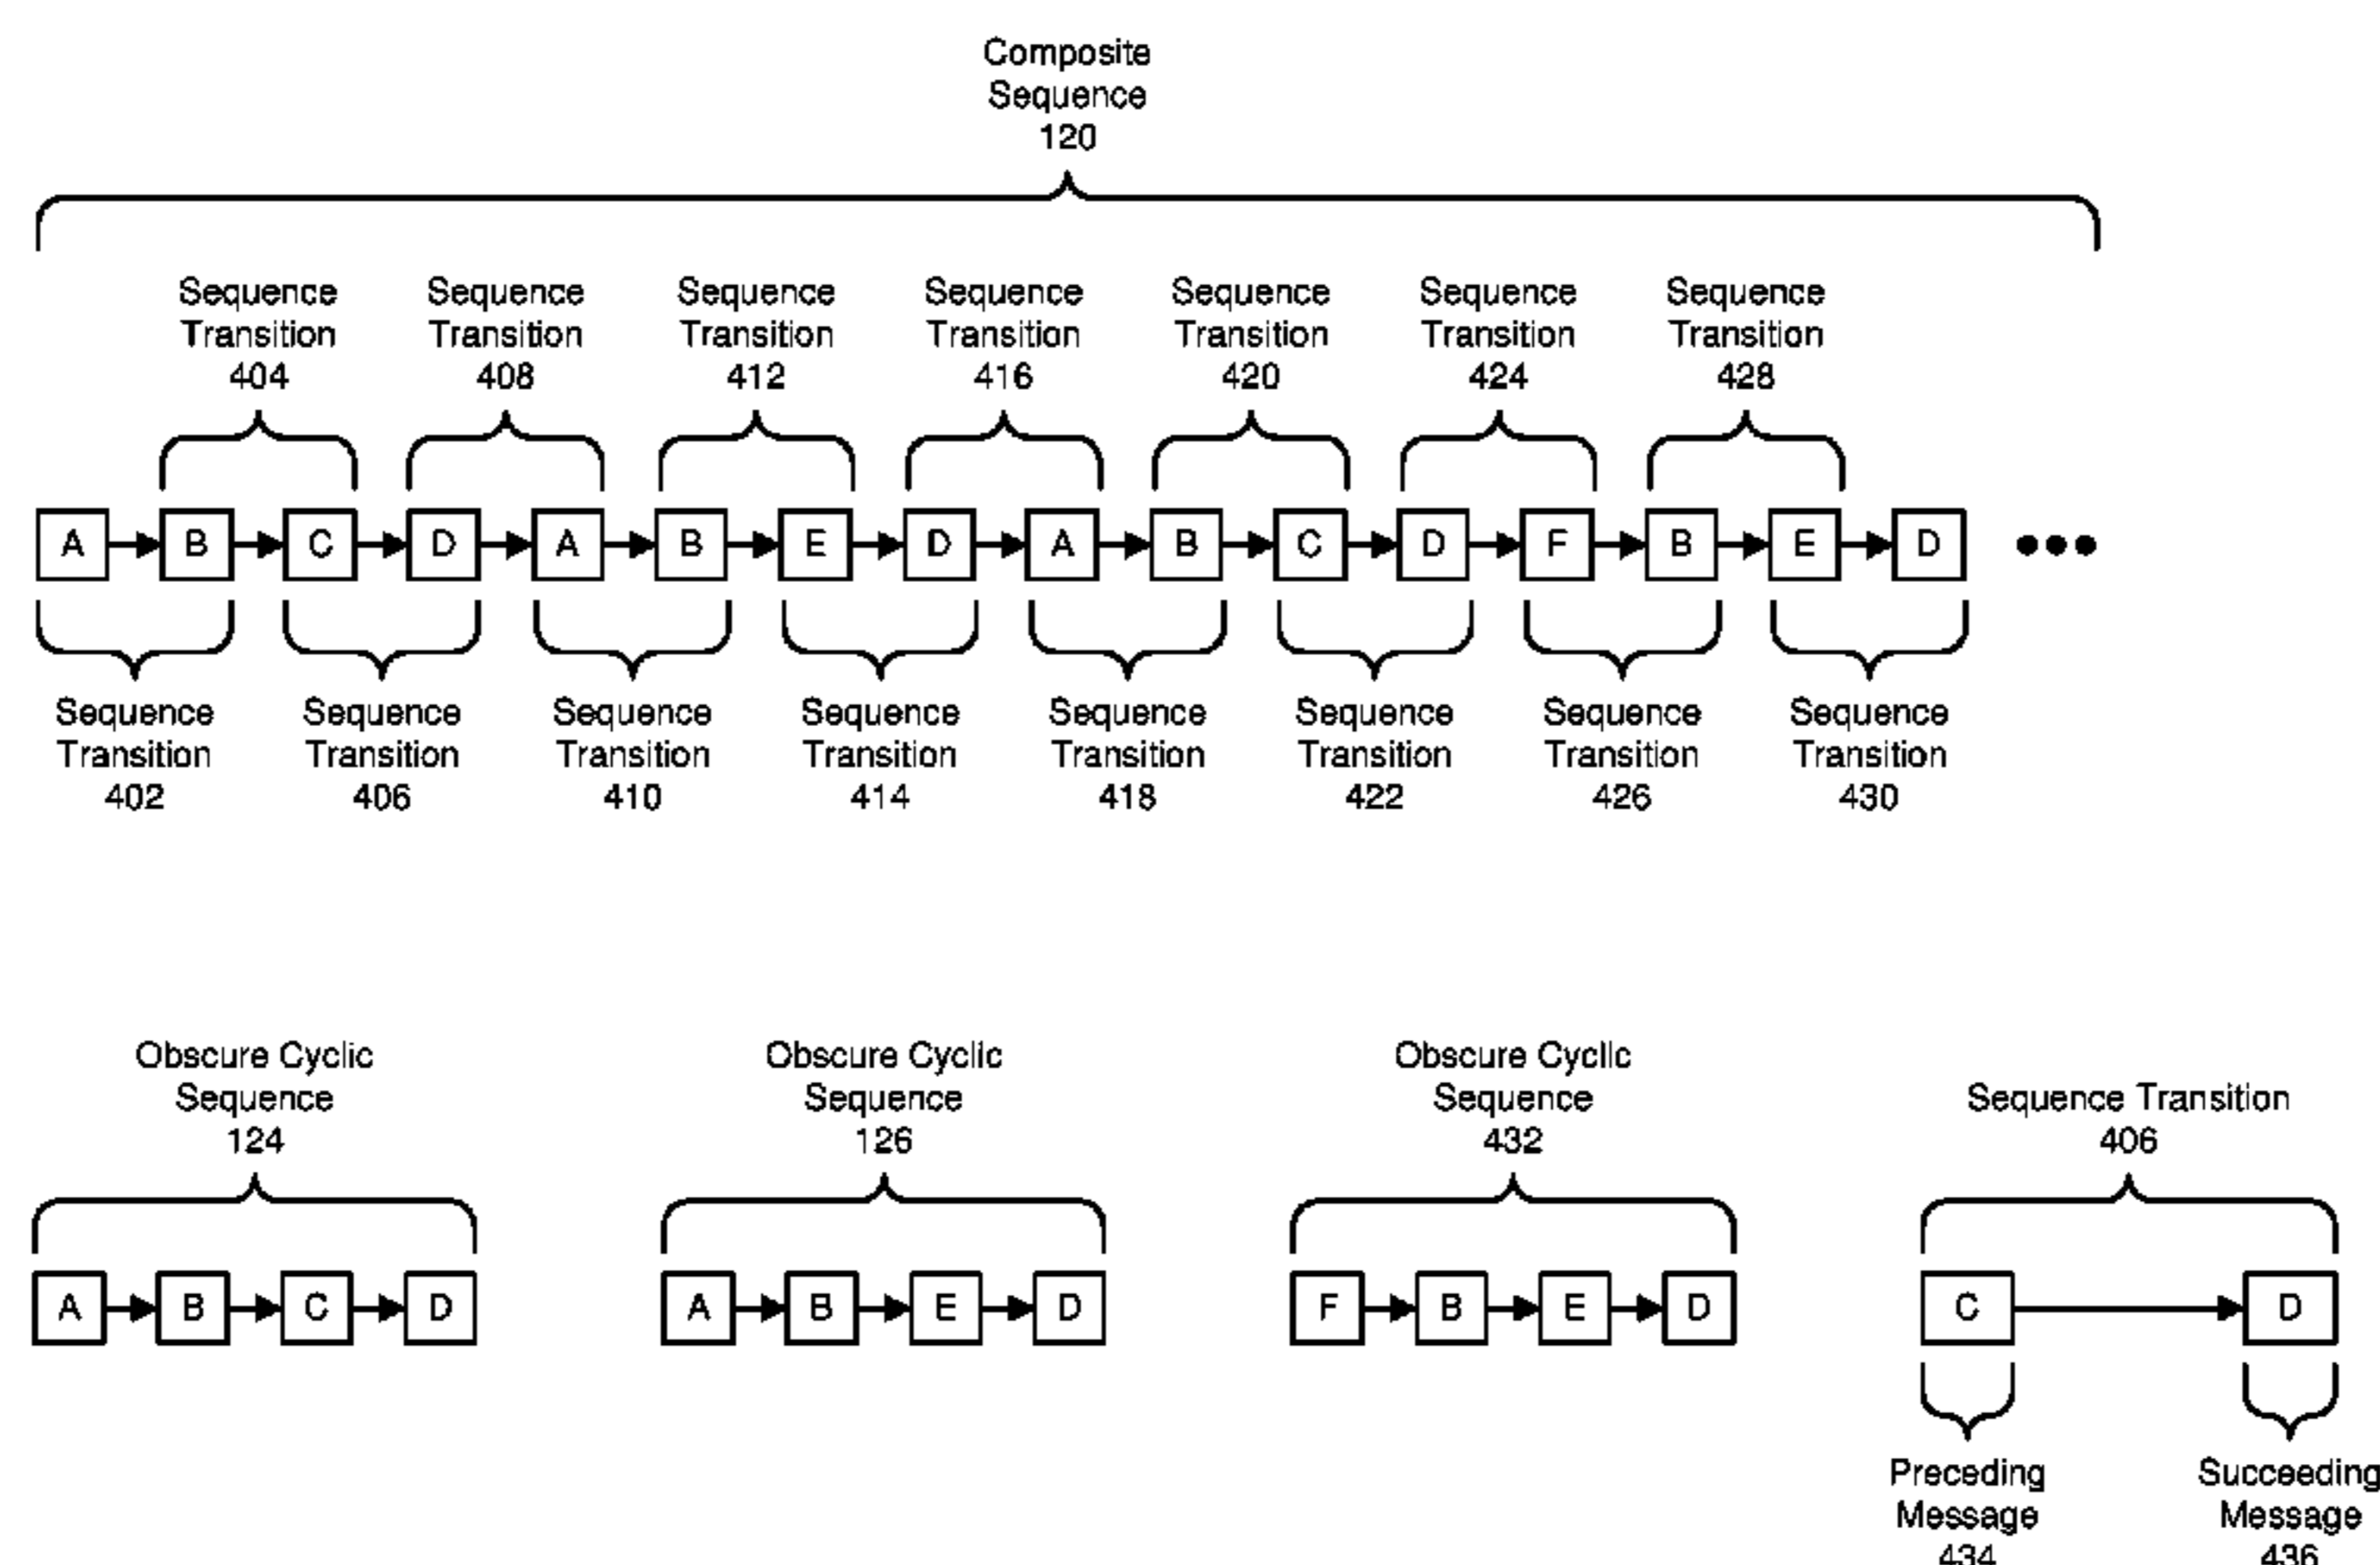 Composite
Sequence
120
Sequence
Transition
404
Sequence
Transition
408
Sequence
Transition
412
Sequence
Transition
416
Sequence
Transition
420
Sequence
Transition
424
Sequence
Transition
428
A B C D A B E D A B C D F B E D
Sequence
Transition
402
Sequence
Transition
406
Sequence
Transition
410
Sequence
Transition
414
Sequence
Transition
418
Sequence
Transition
422
Sequence
Transition
426
Sequence
Transition
430
Obscure Cyclic
Sequence
124
A B C D
Obscure Cyclic
Sequence
126
A B E D
Obscure Cyclic
Sequence
432
F B E D
Sequence Transition
406
C D
Preceding
Message
434
Succeeding
Message
436